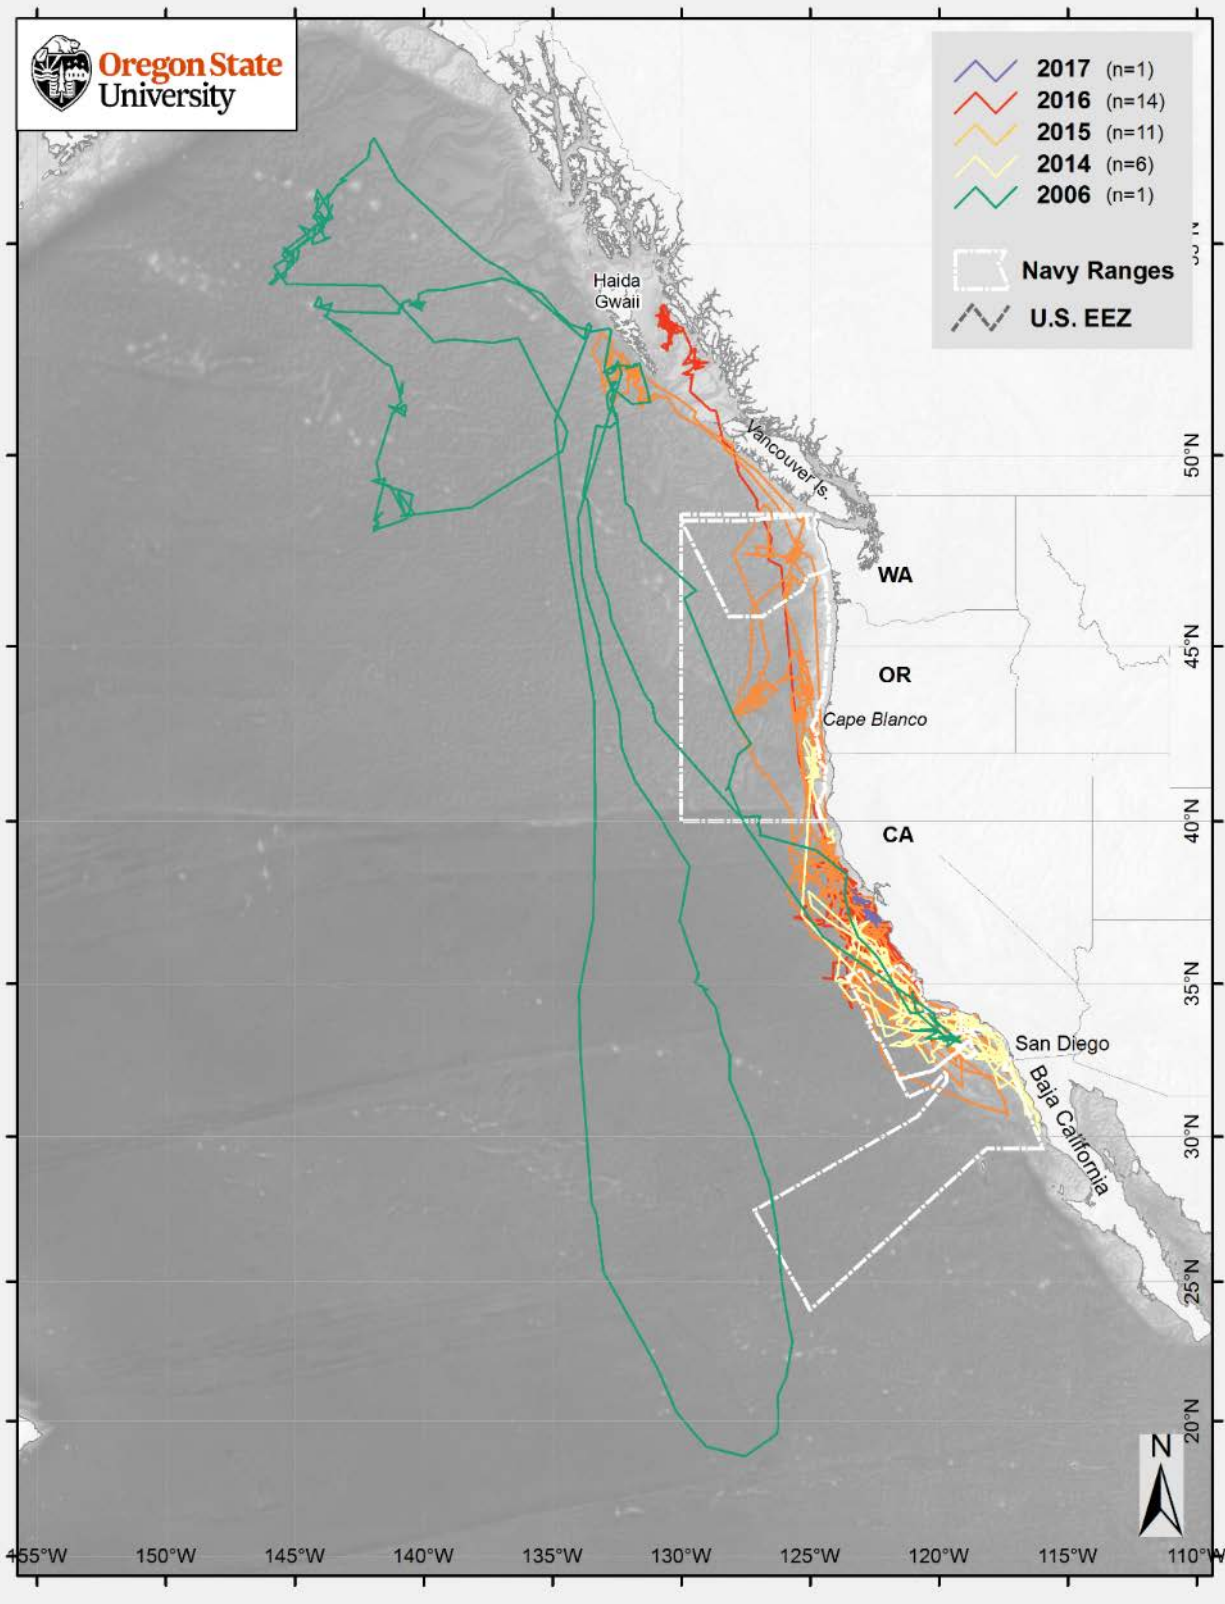 Oregon State
University
2017 (n=1)
2016 (n=14)
2015 (n=11)
2014 (n=6)
2006 (n=1)
Navy Ranges
U.S. EEZ
Haida
Gwaii
Vancouver Is.
50°N
WA
45°N
OR
Cape Blanco
40°N
CA
35°N
San Diego
Baja California
30°N
25°N
20°N
N
155°W 150°W 145°W 140°W 135°W 130°W 125°W 120°W 115°W 110°W